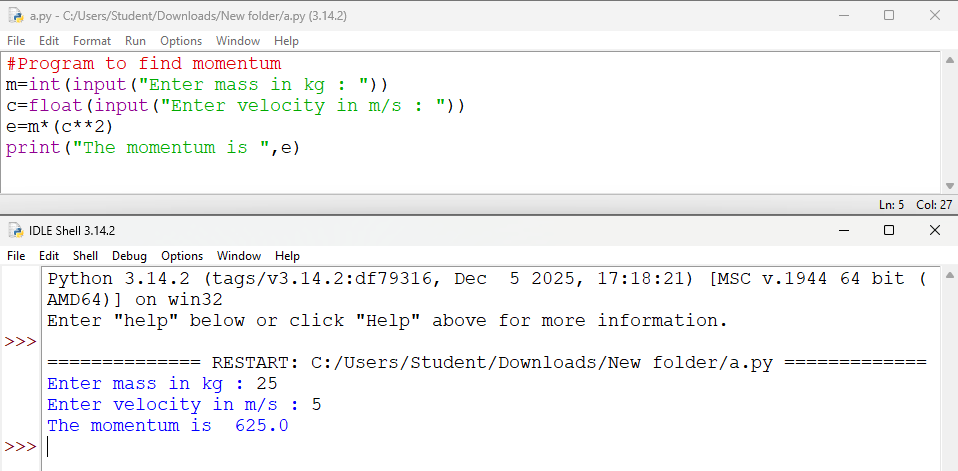 a.py - C:/Users/Student/Downloads/New folder/a.py (3.14.2)
File Edit Format Run Options Window Help
#Program to find momentum
m=int(input("Enter mass in kg : "))
c=float(input("Enter velocity in m/s : "))
e=m*(c**2)
print("The momentum is ",e)
Ln: 5 Col: 27
IDLE Shell 3.14.2
File Edit Shell Debug Options Window Help
Python 3.14.2 (tags/v3.14.2:df79316, Dec  5 2025, 17:18:21) [MSC v.1944 64 bit (
AMD64)] on win32
Enter "help" below or click "Help" above for more information.
>>>
============== RESTART: C:/Users/Student/Downloads/New folder/a.py =============
Enter mass in kg : 25
Enter velocity in m/s : 5
The momentum is  625.0
>>>